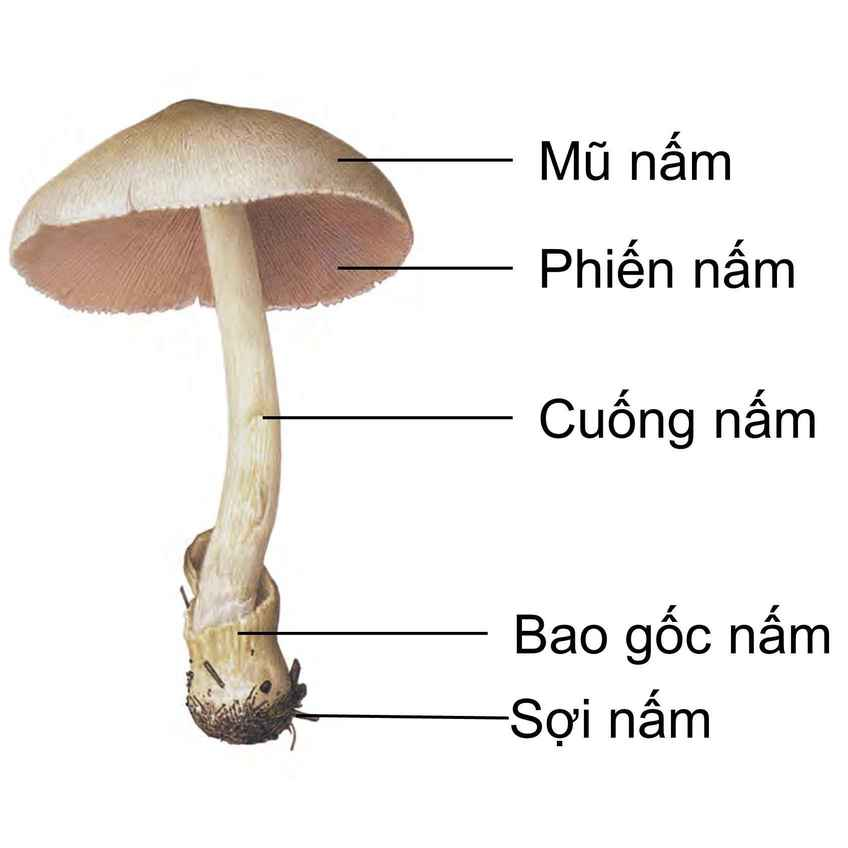 Mũ nấm
Phiến nấm
Cuống nấm
Bao gốc nấm
Sợi nấm